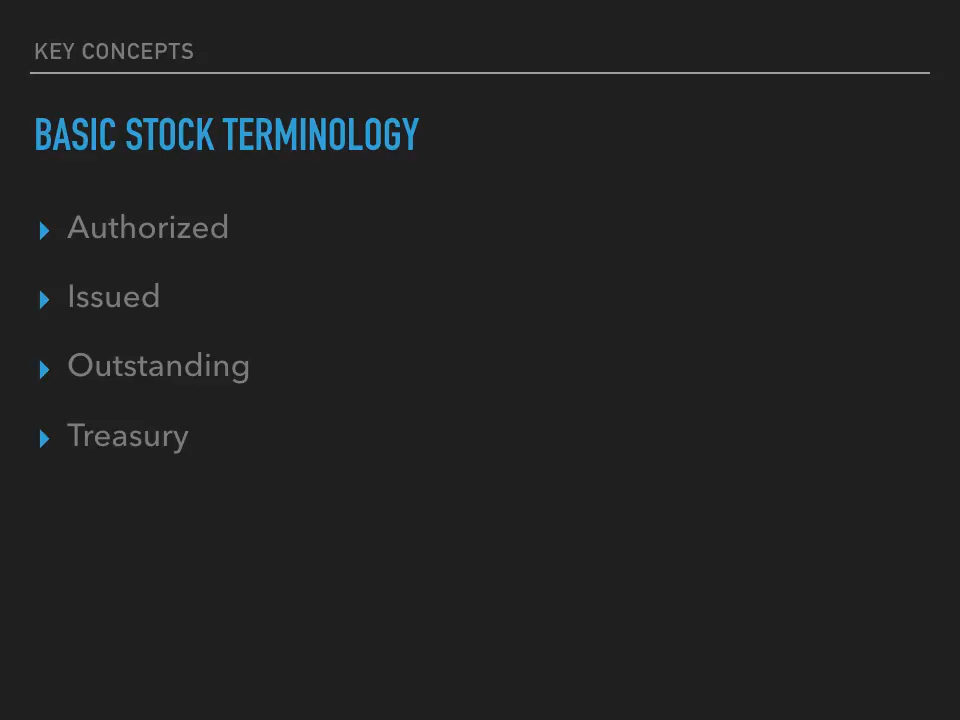 KEY CONCEPTS
BASIC STOCK TERMINOLOGY
Authorized
Issued
Outstanding
Treasury